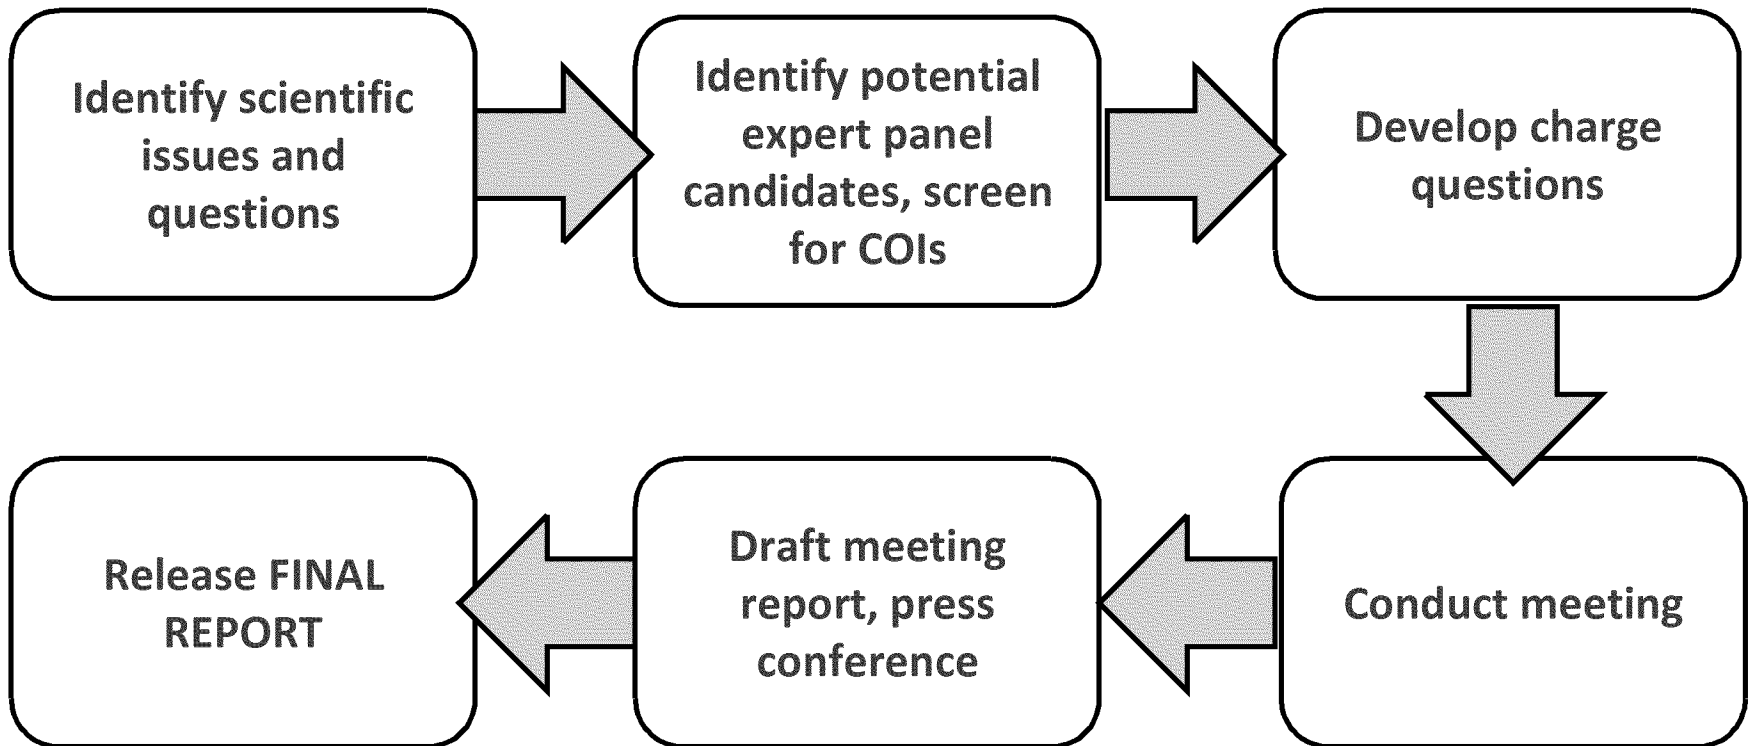 Identify scientific
issues and
questions
Identify potential
expert panel
candidates, screen
for COIs
Develop charge
questions
Conduct meeting
Draft meeting
report, press
conference
Release FINAL
REPORT